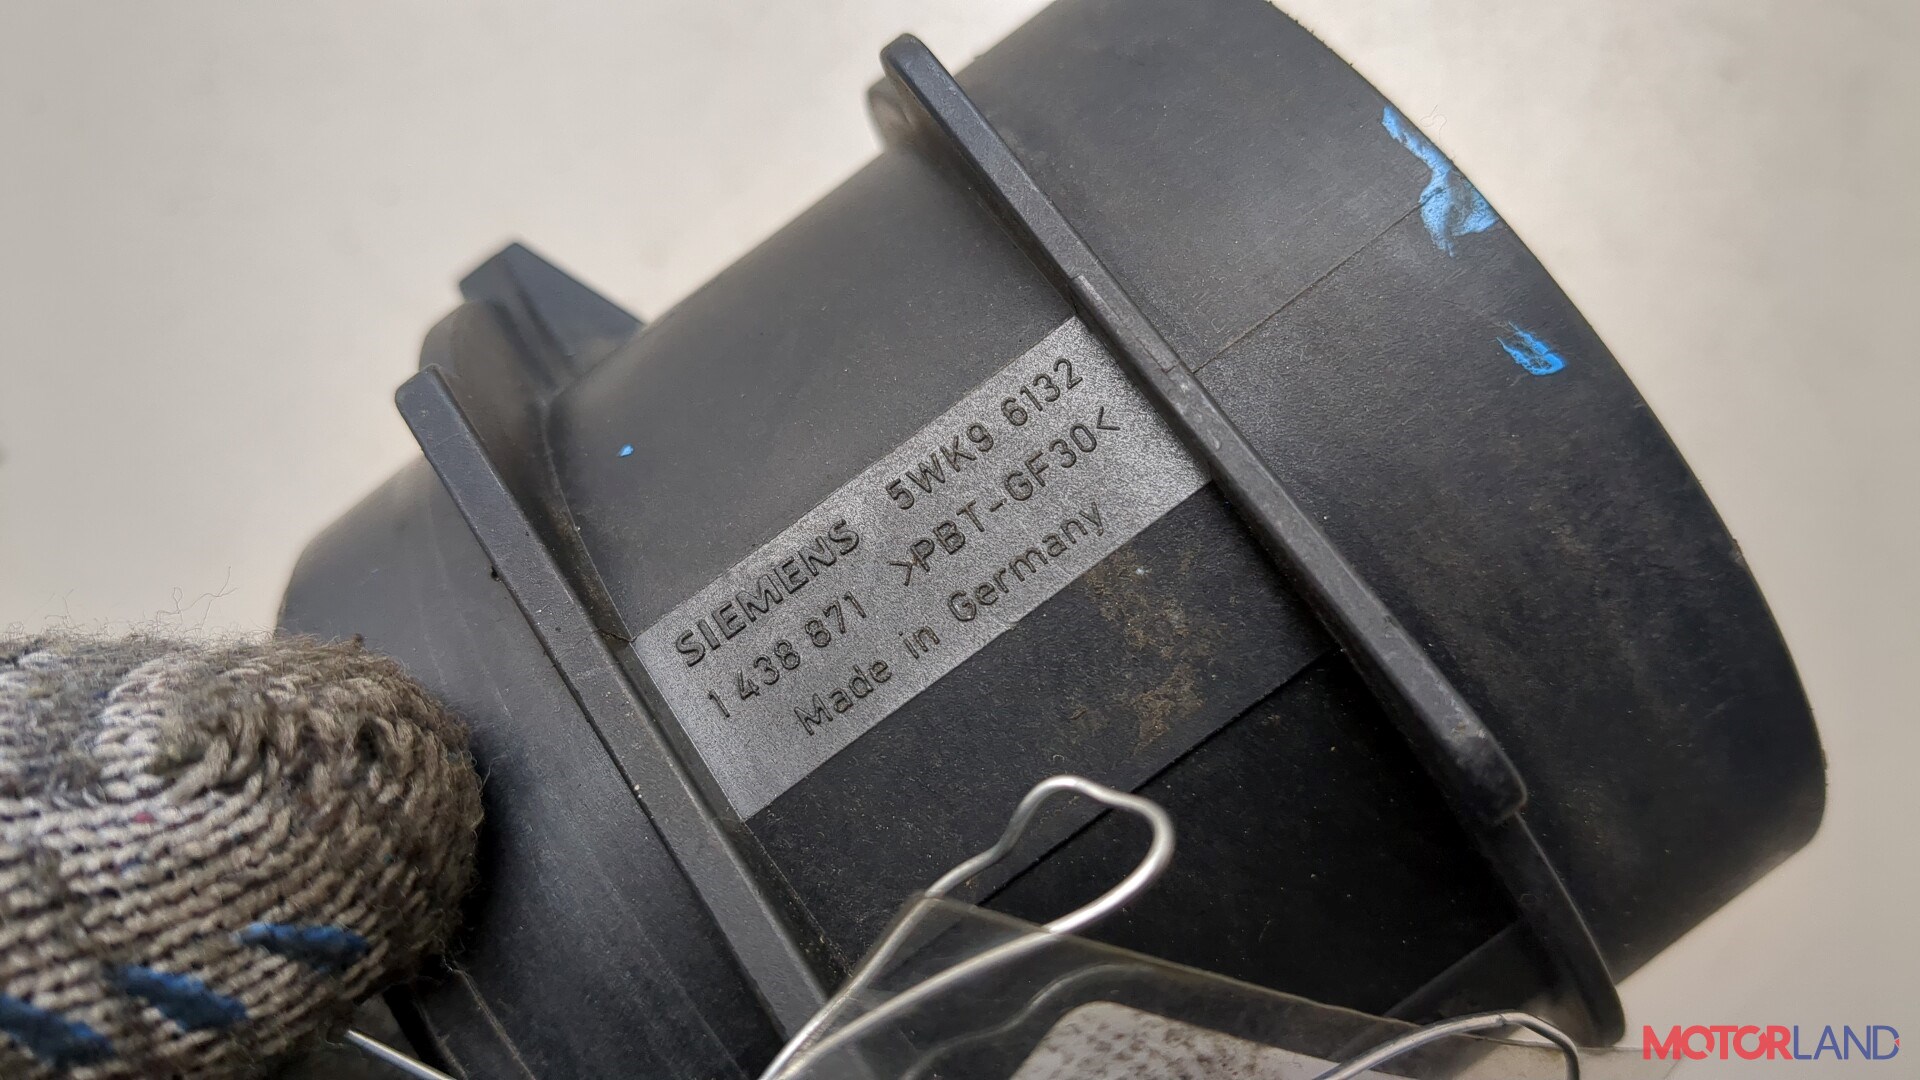 SIEMENS 5WK9 6132
1 438 871 >PBT-GF30<
Made in Germany
MOTORLAND